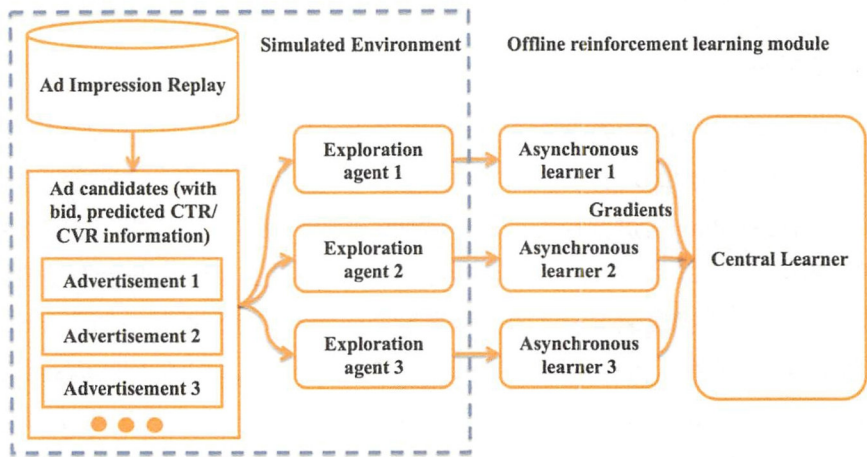 Simulated Environment
Offline reinforcement learning module
Ad Impression Replay
Ad candidates (with
bid, predicted CTR/
CVR information)
Advertisement 1
Advertisement 2
Advertisement 3
Exploration
agent 1
Exploration
agent 2
Exploration
agent 3
Asynchronous
learner 1
Gradients
Asynchronous
learner 2
Asynchronous
learner 3
Central Learner